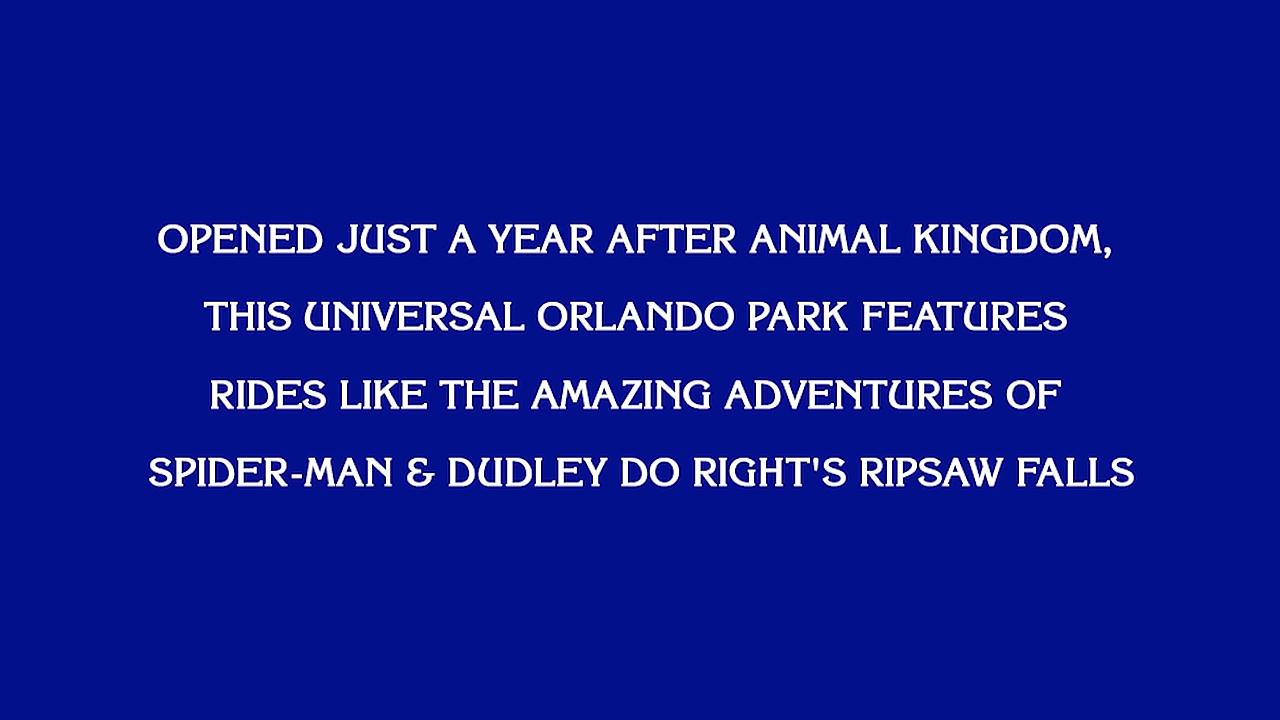 OPENED JUST A YEAR AFTER ANIMAL KINGDOM,
THIS UNIVERSAL ORLANDO PARK FEATURES
RIDES LIKE THE AMAZING ADVENTURES OF
SPIDER-MAN & DUDLEY DO RIGHT'S RIPSAW FALLS